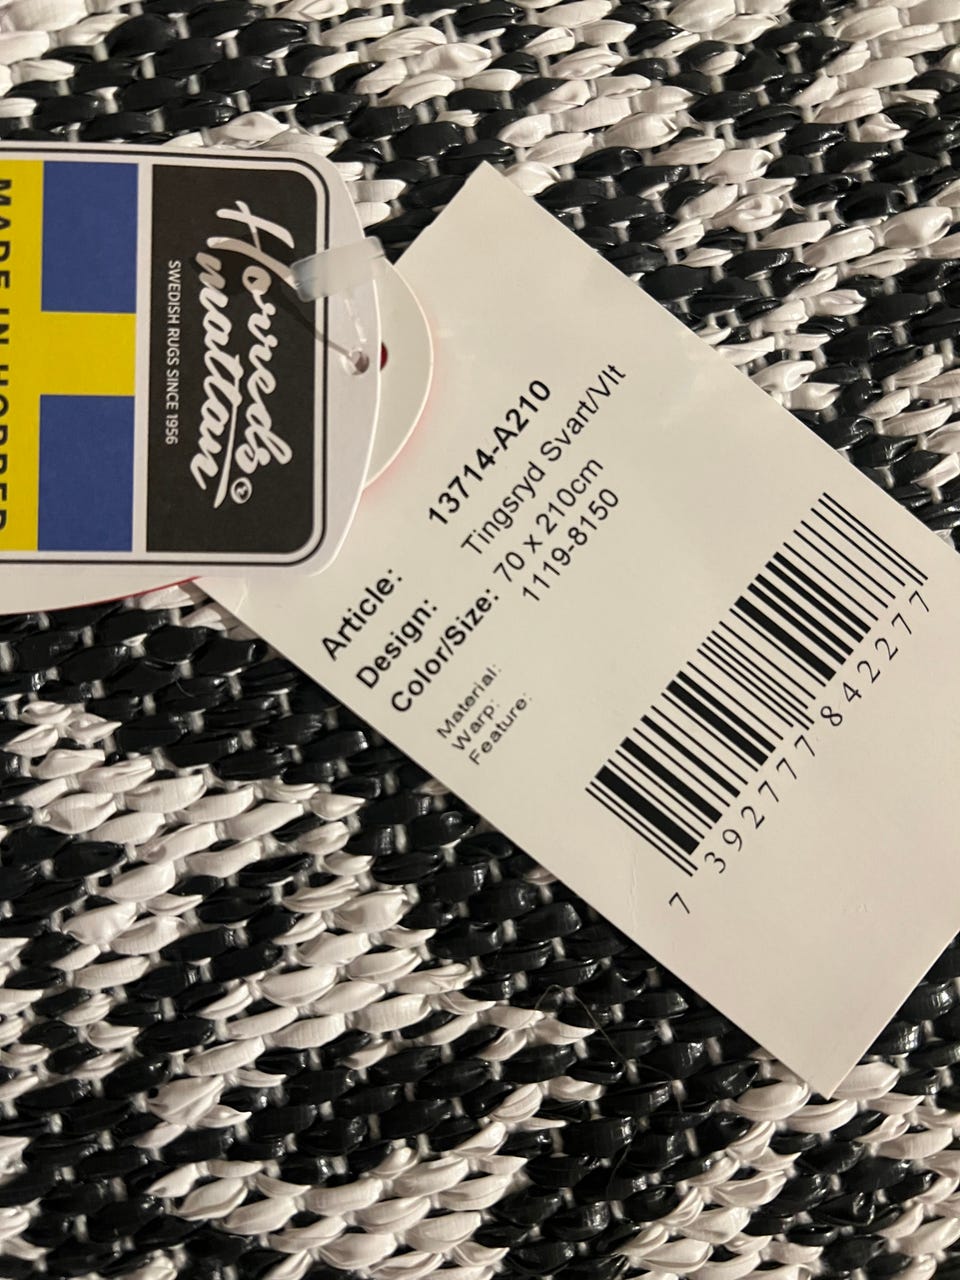 Horreds
mattan®
SWEDISH RUGS SINCE 1956
MADE IN HORRED
Article: 13714-A210
Design: Tingsryd Svart/Vit
Color/Size: 70 x 210cm
1119-8150
Material:
Warp:
Feature:
7 392777 842277